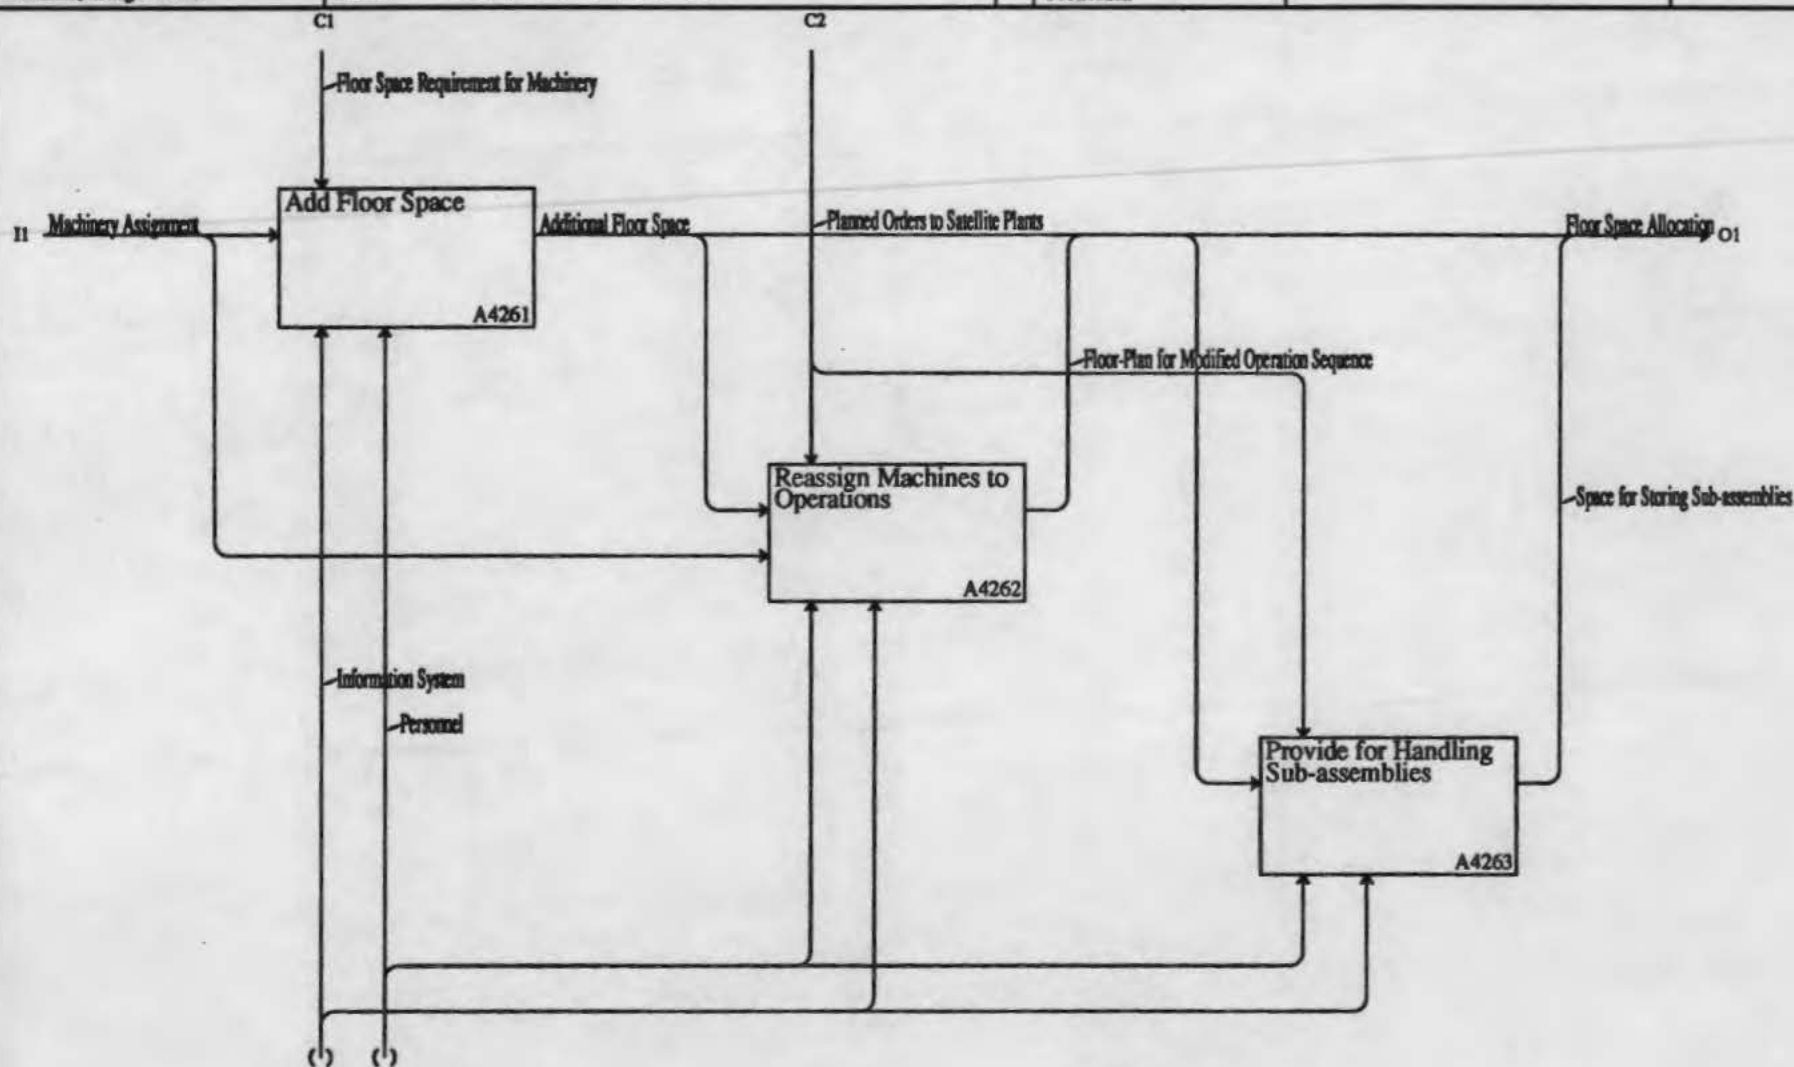 C1
C2
Floor Space Requirement for Machinery
Add Floor Space
I1
Machinery Assignment
Additional Floor Space
Planned Orders to Satellite Plants
Floor Space Allocation
O1
A4261
Floor-Plan for Modified Operation Sequence
Reassign Machines to
Operations
Space for Storing Sub-assemblies
A4262
Information System
Personnel
Provide for Handling
Sub-assemblies
A4263
( )
( )